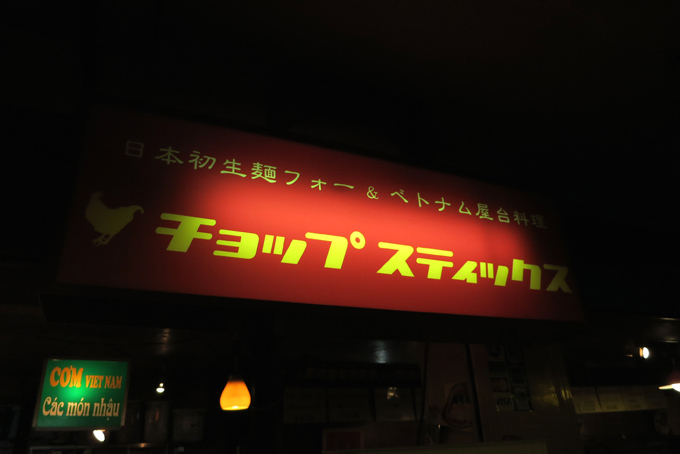 日本初生麺フォー & ベトナム屋台料理
チョップ スティックス
CƠM VIET NAM
Các món nhậu